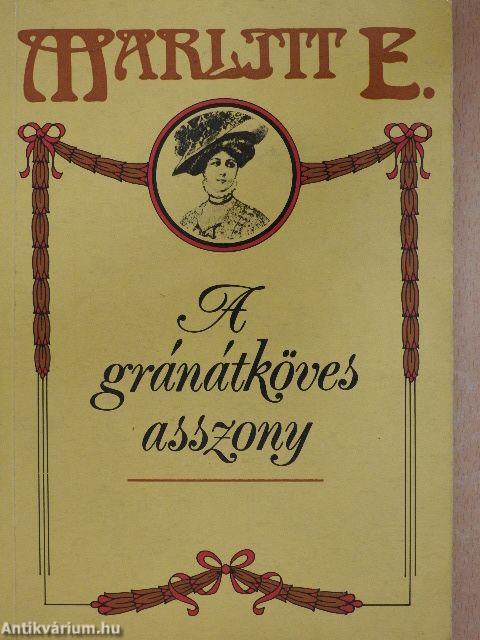 MARLITT E.
A
gránátköves
asszony
Antikvárium.hu